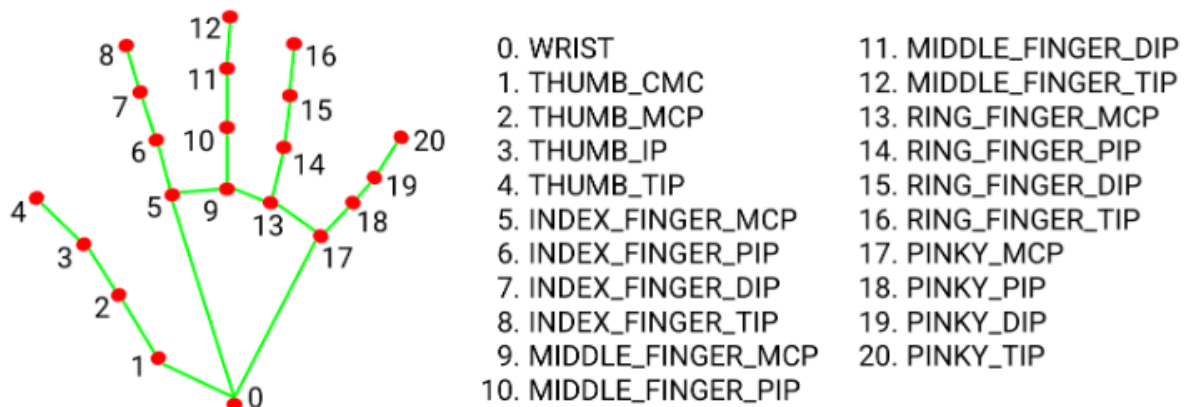 12
8
16
11
7
15
10
20
6
14
19
4
5
9
18
13
3
17
2
1
0
0. WRIST
1. THUMB_CMC
2. THUMB_MCP
3. THUMB_IP
4. THUMB_TIP
5. INDEX_FINGER_MCP
6. INDEX_FINGER_PIP
7. INDEX_FINGER_DIP
8. INDEX_FINGER_TIP
9. MIDDLE_FINGER_MCP
10. MIDDLE_FINGER_PIP
11. MIDDLE_FINGER_DIP
12. MIDDLE_FINGER_TIP
13. RING_FINGER_MCP
14. RING_FINGER_PIP
15. RING_FINGER_DIP
16. RING_FINGER_TIP
17. PINKY_MCP
18. PINKY_PIP
19. PINKY_DIP
20. PINKY_TIP